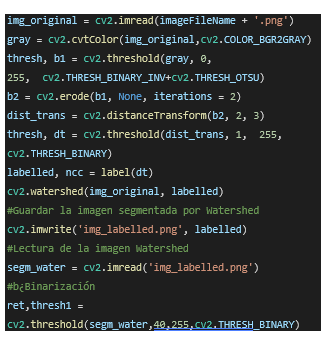 img_original = cv2.imread(imageFileName + '.png')
gray = cv2.cvtColor(img_original,cv2.COLOR_BGR2GRAY)
thresh, b1 = cv2.threshold(gray, 0,
255,  cv2.THRESH_BINARY_INV+cv2.THRESH_OTSU)
b2 = cv2.erode(b1, None, iterations = 2)
dist_trans = cv2.distanceTransform(b2, 2, 3)
thresh, dt = cv2.threshold(dist_trans, 1,  255,
cv2.THRESH_BINARY)
labelled, ncc = label(dt)
cv2.watershed(img_original, labelled)
#Guardar la imagen segmentada por Watershed
cv2.imwrite('img_labelled.png', labelled)
#Lectura de la imagen Watershed
segm_water = cv2.imread('img_labelled.png')
#b¿Binarización
ret,thresh1 =
cv2.threshold(segm_water,40,255,cv2.THRESH_BINARY)